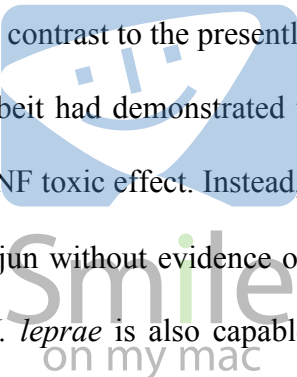 contrast to the presentl
beit had demonstrated
NF toxic effect. Instead,
jun without evidence o
Smile
leprae is also capabl
on my mac